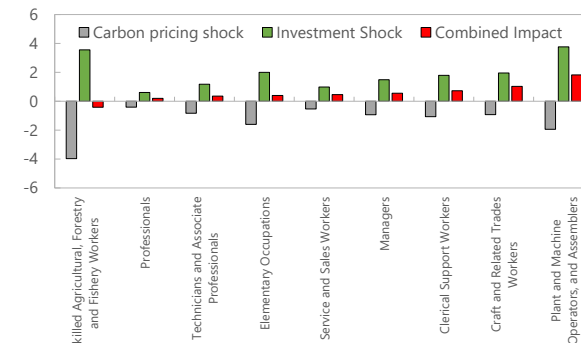 6
Carbon pricing shock Investment Shock Combined Impact
4
2
0
-2
-4
-6
killed Agricultural, Forestry
and Fishery Workers
Professionals
Technicians and Associate
Professionals
Elementary Occupations
Service and Sales Workers
Managers
Clerical Support Workers
Craft and Related Trades
Workers
Plant and Machine
Operators, and Assemblers